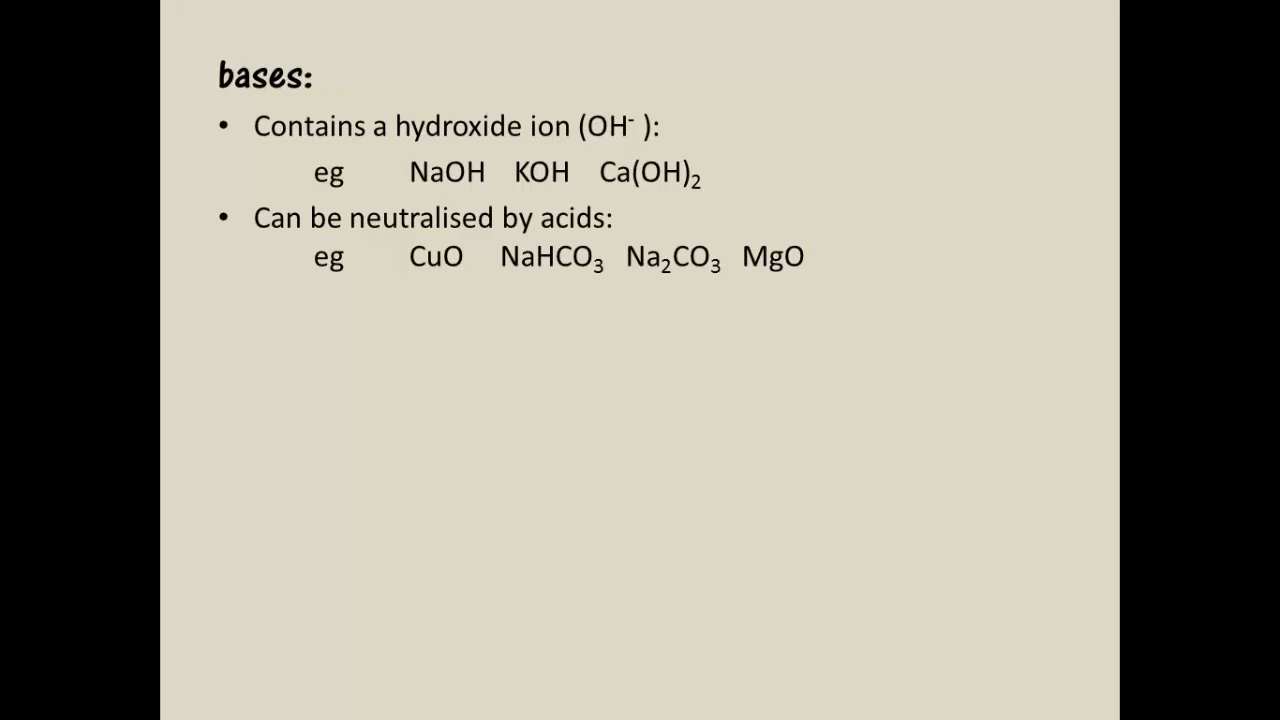 bases:
• Contains a hydroxide ion (OH⁻ ):
eg NaOH KOH Ca(OH)₂
• Can be neutralised by acids:
eg CuO NaHCO₃ Na₂CO₃ MgO